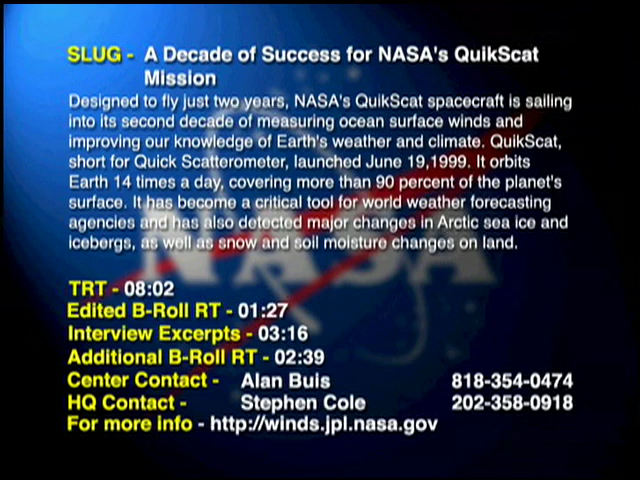 SLUG - A Decade of Success for NASA's QuikScat
Mission
Designed to fly just two years, NASA's QuikScat spacecraft is sailing
into its second decade of measuring ocean surface winds and
improving our knowledge of Earth's weather and climate. QuikScat,
short for Quick Scatterometer, launched June 19,1999. It orbits
Earth 14 times a day, covering more than 90 percent of the planet's
surface. It has become a critical tool for world weather forecasting
agencies and has also detected major changes in Arctic sea ice and
icebergs, as well as snow and soil moisture changes on land.
NASA
TRT - 08:02
Edited B-Roll RT - 01:27
Interview Excerpts - 03:16
Additional B-Roll RT - 02:39
Center Contact - Alan Buis 818-354-0474
HQ Contact - Stephen Cole 202-358-0918
For more info - http://winds.jpl.nasa.gov